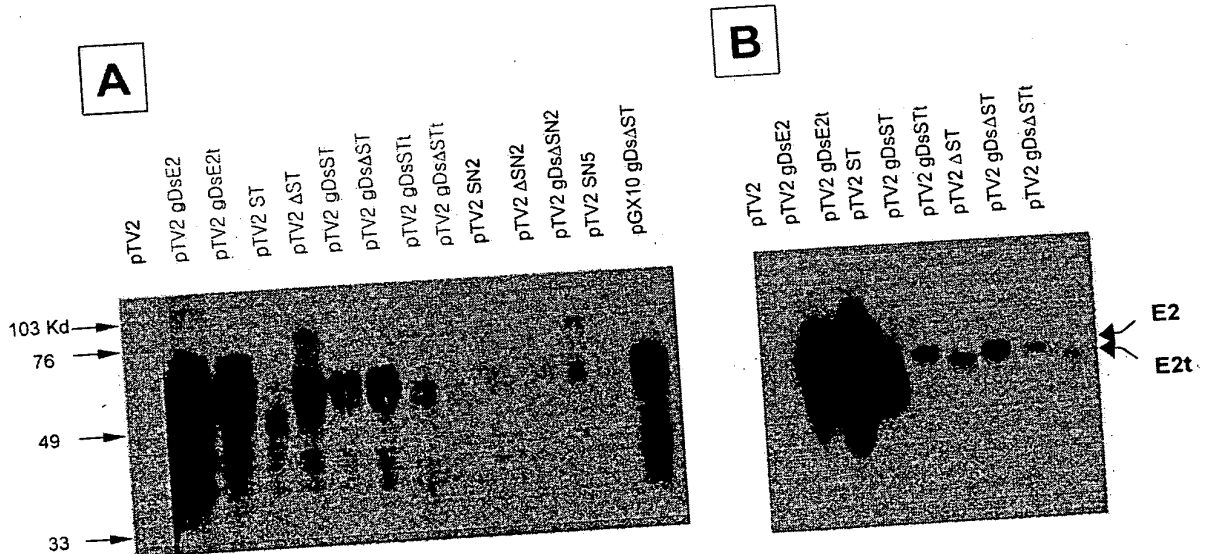 A
pTV2
pTV2 gDsE2
pTV2 gDsE2t
pTV2 ST
pTV2 ΔST
pTV2 gDsST
pTV2 gDsΔST
pTV2 gDsSTt
pTV2 gDsΔSTt
pTV2 SN2
pTV2 ΔSN2
pTV2 gDsΔSN2
pTV2 SN5
pGX10 gDsΔST
103 Kd
76
49
33
B
pTV2
pTV2 gDsE2
pTV2 gDsE2t
pTV2 ST
pTV2 gDsST
pTV2 gDsSTt
pTV2 ΔST
pTV2 gDsΔST
pTV2 gDsΔSTt
E2
E2t